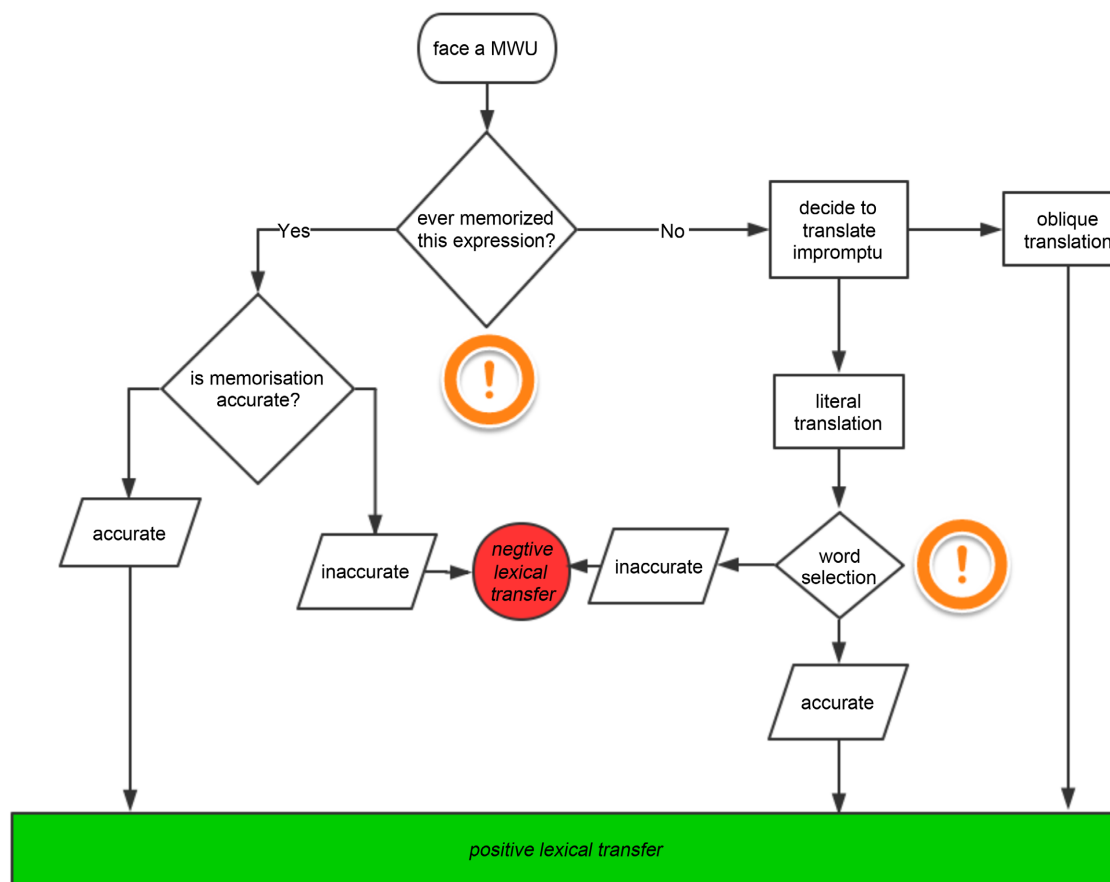 face a MWU
ever memorized
this expression?
Yes
No
decide to
translate
impromptu
oblique
translation
is memorisation
accurate?
!
literal
translation
accurate
inaccurate
negtive
lexical
transfer
inaccurate
word
selection
!
accurate
positive lexical transfer